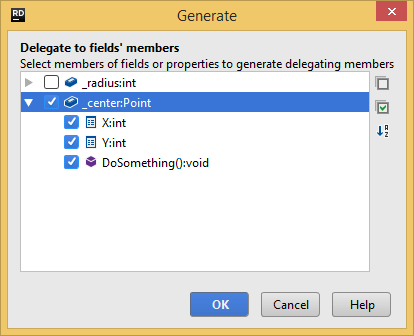 RD
Generate
Delegate to fields' members
Select members of fields or properties to generate delegating members
_radius:int
_center:Point
X:int
Y:int
DoSomething():void
A
Z
OK
Cancel
Help